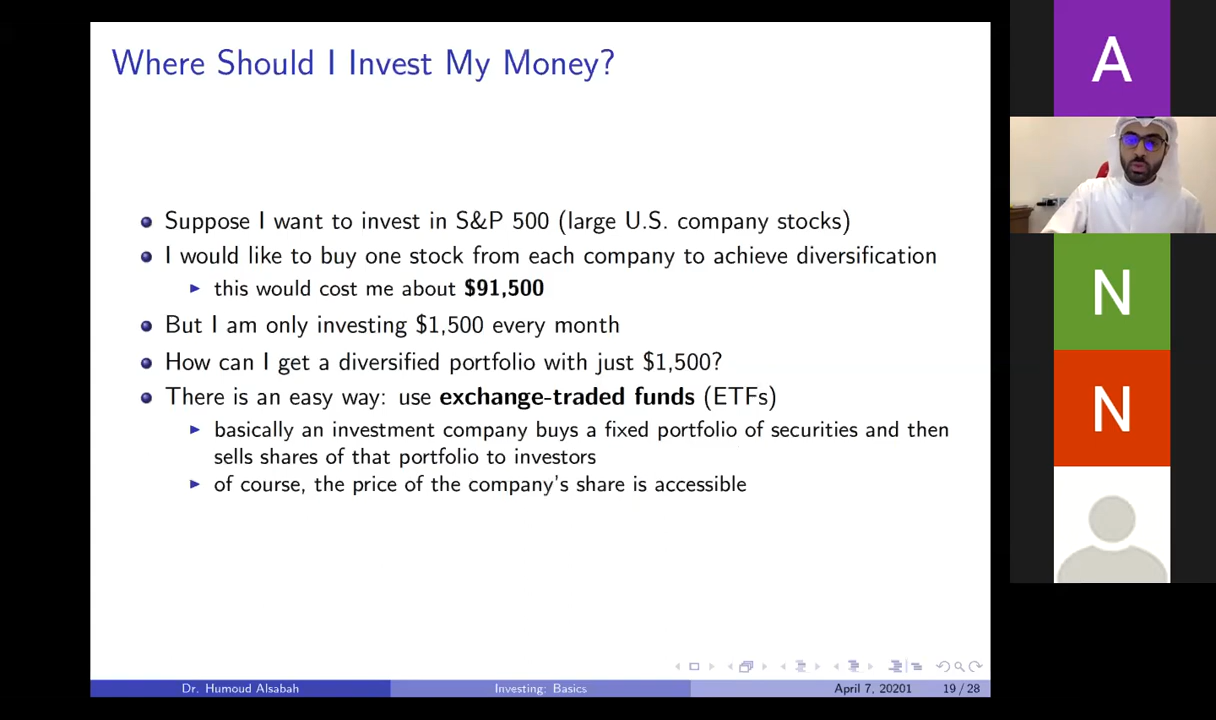 Where Should I Invest My Money?
Suppose I want to invest in S&P 500 (large U.S. company stocks)
I would like to buy one stock from each company to achieve diversification
this would cost me about $91,500
But I am only investing $1,500 every month
How can I get a diversified portfolio with just $1,500?
There is an easy way: use exchange-traded funds (ETFs)
basically an investment company buys a fixed portfolio of securities and then
sells shares of that portfolio to investors
of course, the price of the company's share is accessible
Dr. Humoud Alsabah
Investing: Basics
April 7, 20201
19 / 28
A
N
N